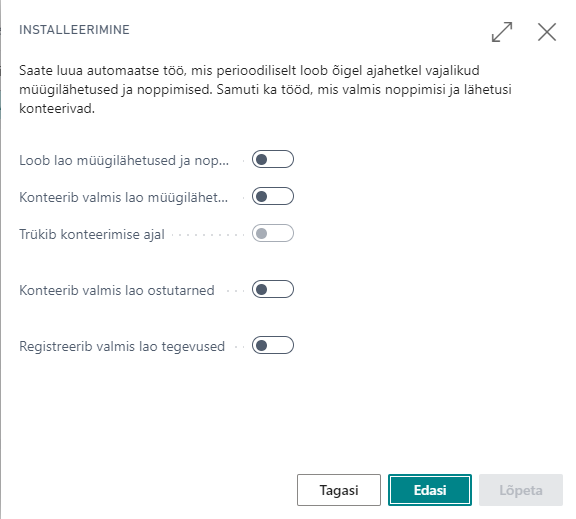 INSTALLEERIMINE
Saate luua automaatse töö, mis perioodiliselt loob õigel ajahetkel vajalikud
müügilähetused ja noppimised. Samuti ka tööd, mis valmis noppimisi ja lähetusi
konteerivad.
Loob lao müügilähetused ja nop...
Konteerib valmis lao müügilähet...
Trükib konteerimise ajal
Konteerib valmis lao ostutarned
Registreerib valmis lao tegevused
Tagasi Edasi Lõpeta